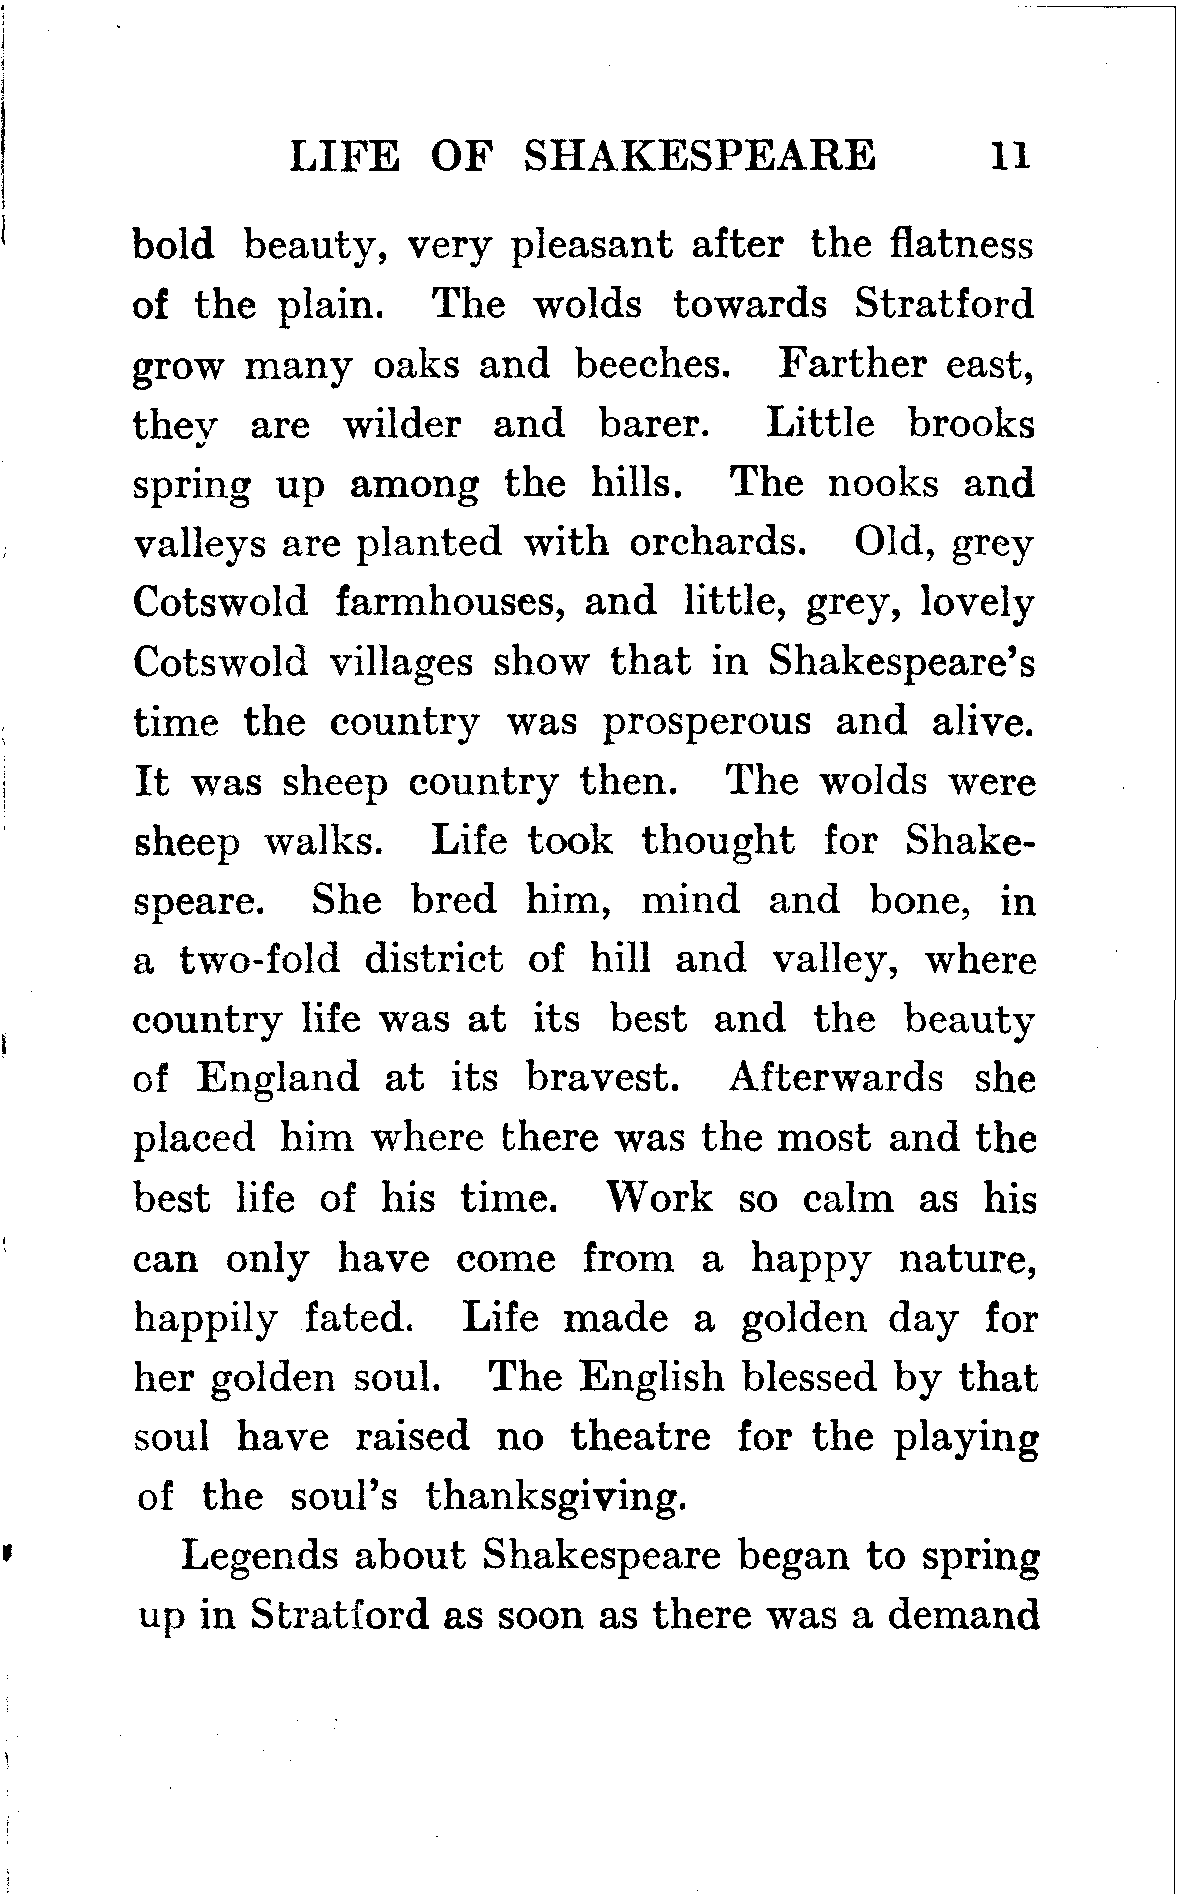 LIFE OF SHAKESPEARE 11
bold beauty, very pleasant after the flatness
of the plain. The wolds towards Stratford
grow many oaks and beeches. Farther east,
they are wilder and barer. Little brooks
spring up among the hills. The nooks and
valleys are planted with orchards. Old, grey
Cotswold farmhouses, and little, grey, lovely
Cotswold villages show that in Shakespeare's
time the country was prosperous and alive.
It was sheep country then. The wolds were
sheep walks. Life took thought for Shake-
speare. She bred him, mind and bone, in
a two-fold district of hill and valley, where
country life was at its best and the beauty
of England at its bravest. Afterwards she
placed him where there was the most and the
best life of his time. Work so calm as his
can only have come from a happy nature,
happily fated. Life made a golden day for
her golden soul. The English blessed by that
soul have raised no theatre for the playing
of the soul's thanksgiving.
Legends about Shakespeare began to spring
up in Stratford as soon as there was a demand